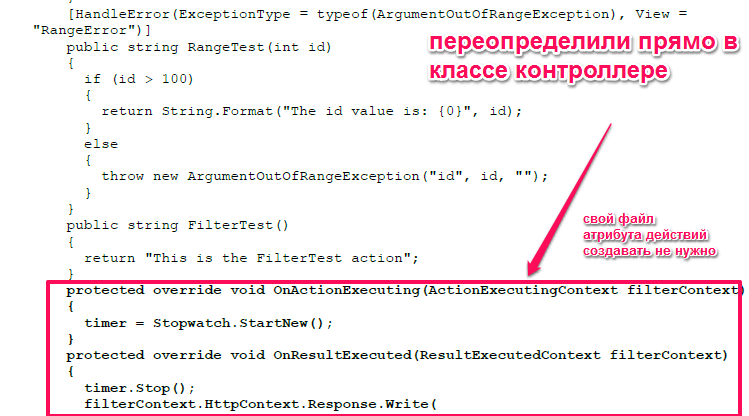 [HandleError(ExceptionType = typeof(ArgumentOutOfRangeException), View =
"RangeError")]
public string RangeTest(int id)
{
if (id > 100)
{
return String.Format("The id value is: {0}", id);
}
else
{
throw new ArgumentOutOfRangeException("id", id, "");
}
}
public string FilterTest()
{
return "This is the FilterTest action";
}
protected override void OnActionExecuting(ActionExecutingContext filterContext)
{
timer = Stopwatch.StartNew();
}
protected override void OnResultExecuted(ResultExecutedContext filterContext)
{
timer.Stop();
filterContext.HttpContext.Response.Write(
переопределили прямо в
классе контроллере
свой файл
атрибута действий
создавать не нужно